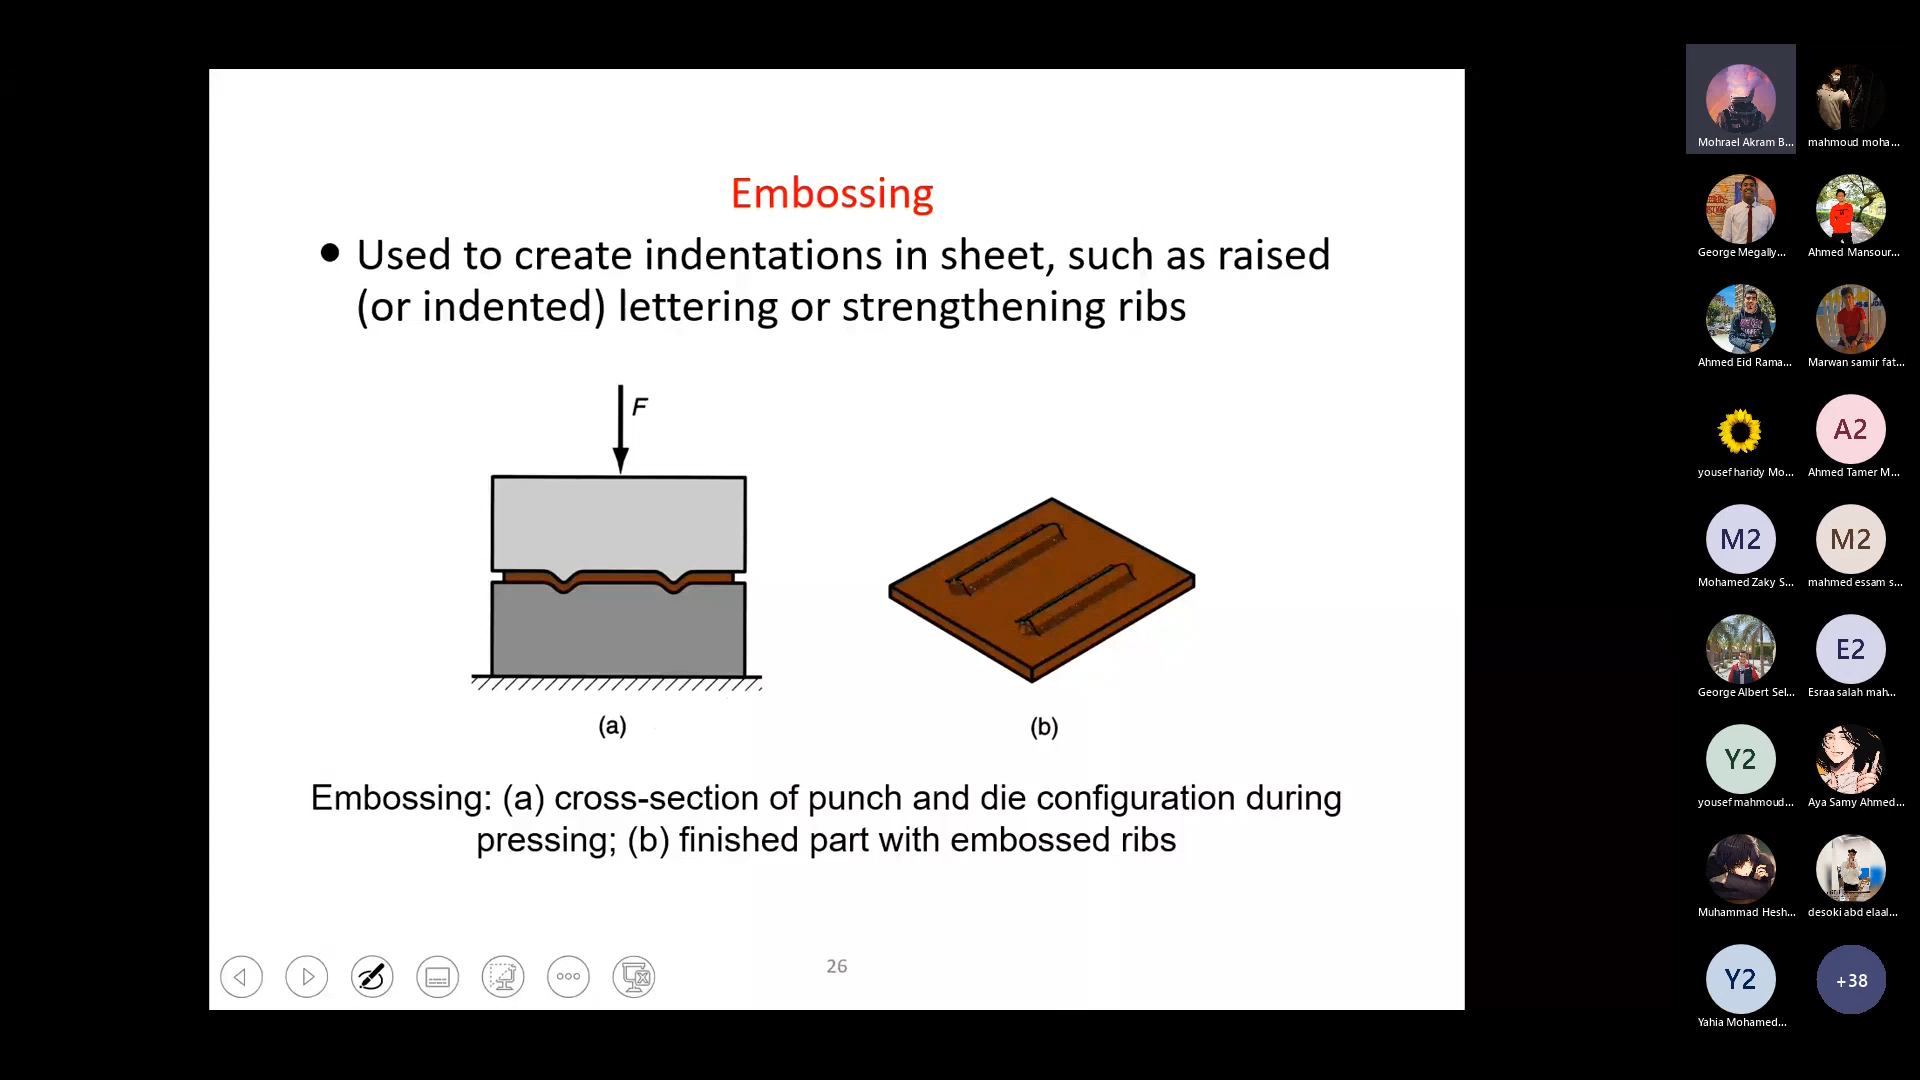 Embossing
• Used to create indentations in sheet, such as raised
(or indented) lettering or strengthening ribs
F
(a)
(b)
Embossing: (a) cross-section of punch and die configuration during
pressing; (b) finished part with embossed ribs
26
Mohrael Akram B...
mahmoud moha...
George Megally...
Ahmed Mansour...
Ahmed Eid Rama...
Marwan samir fat...
yousef haridy Mo...
A2
Ahmed Tamer M...
M2
Mohamed Zaky S...
M2
mahmed essam s...
George Albert Sel...
E2
Esraa salah mah...
Y2
yousef mahmoud...
Aya Samy Ahmed...
Muhammad Hesh...
desoki abd elaal...
Y2
Yahia Mohamed...
+38